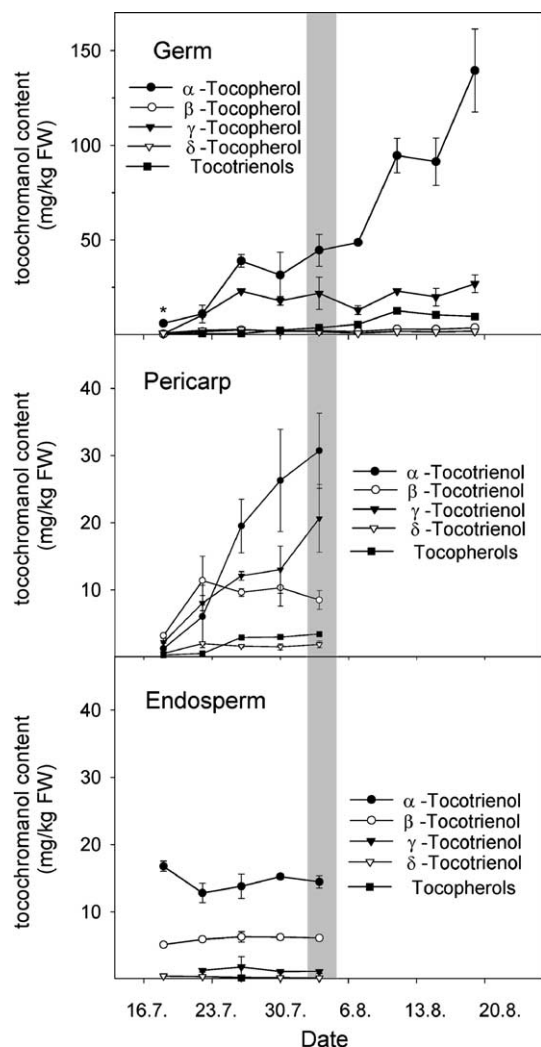 Germ
α -Tocopherol
β -Tocopherol
γ -Tocopherol
δ -Tocopherol
Tocotrienols
tocochromanol content
(mg/kg FW)
150
100
50
*
Pericarp
α -Tocotrienol
β -Tocotrienol
γ -Tocotrienol
δ -Tocotrienol
Tocopherols
tocochromanol content
(mg/kg FW)
40
30
20
10
Endosperm
α -Tocotrienol
β -Tocotrienol
γ -Tocotrienol
δ -Tocotrienol
Tocopherols
tocochromanol content
(mg/kg FW)
40
30
20
10
16.7. 23.7. 30.7. 6.8. 13.8. 20.8.
Date